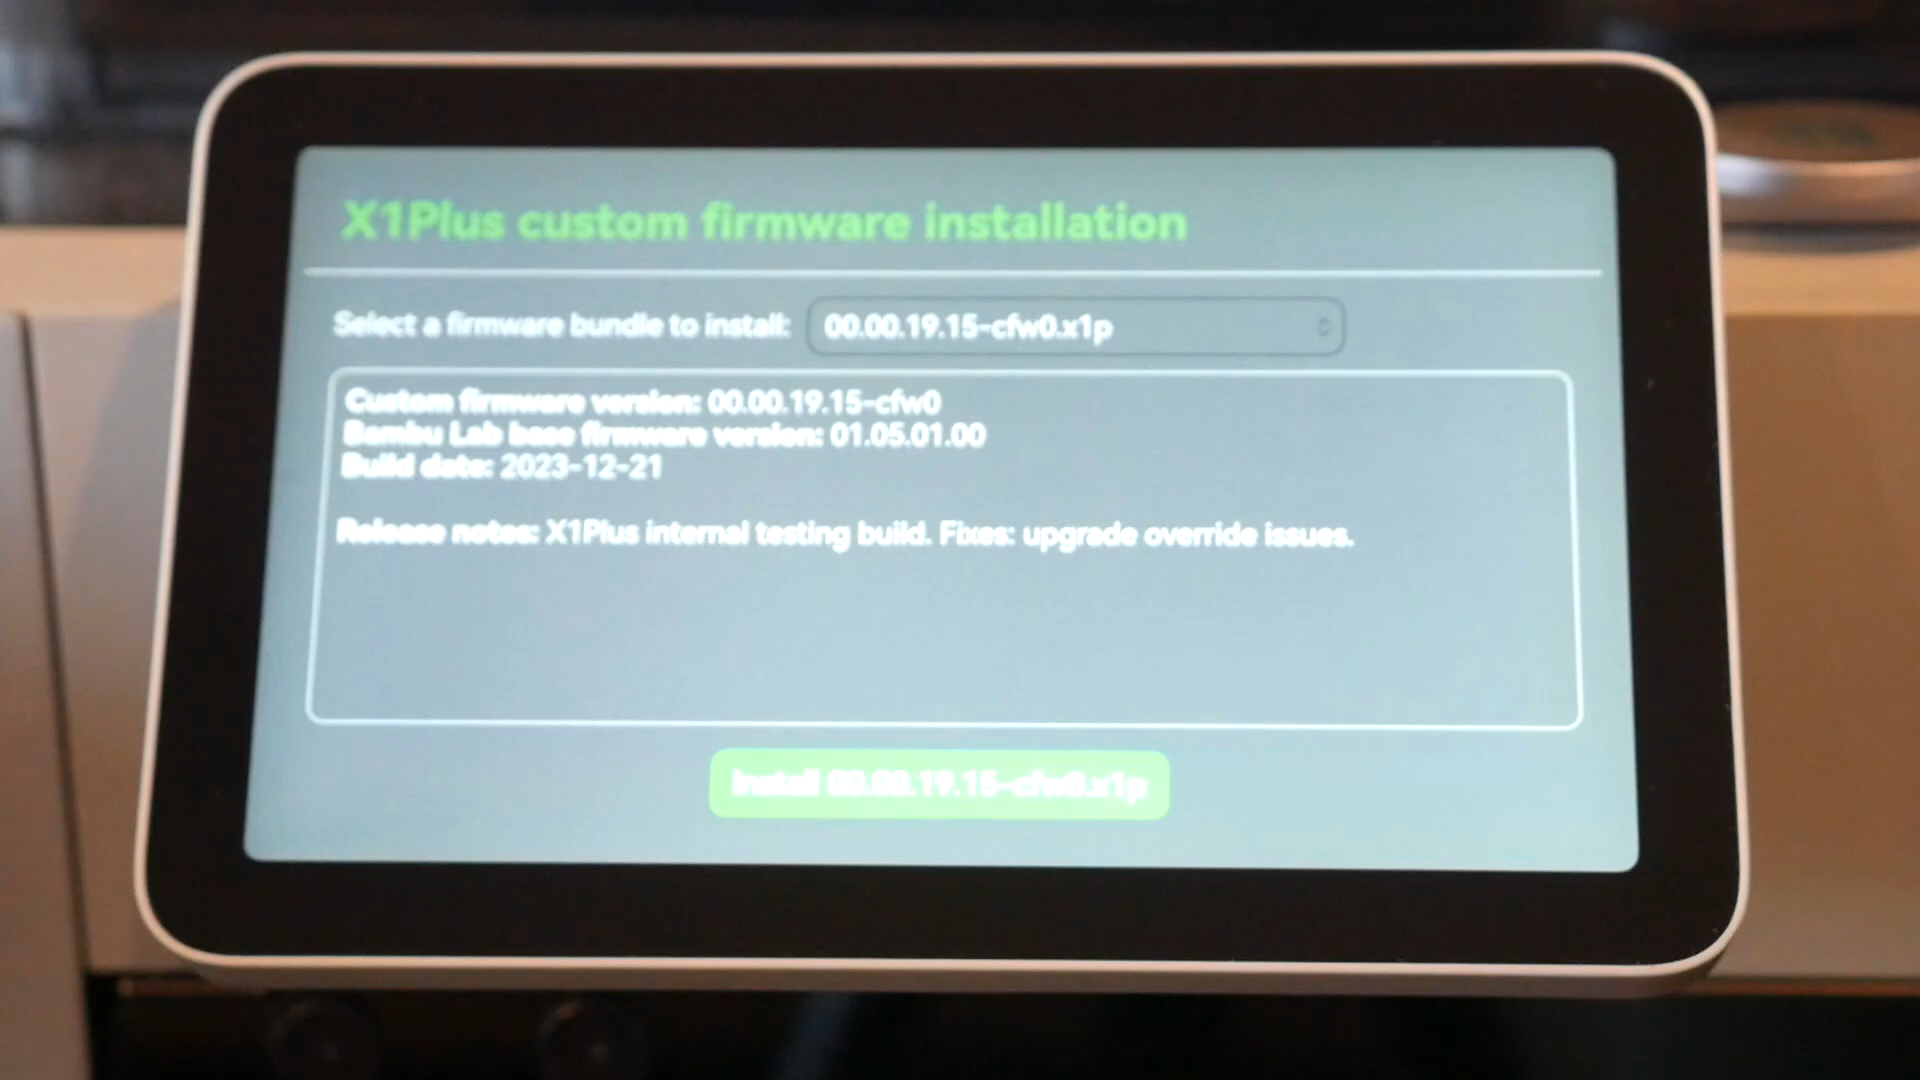 X1Plus custom firmware installation
Select a firmware bundle to install: 00.00.19.15-cfw0.x1p
Custom firmware version: 00.00.19.15-cfw0
Bambu Lab base firmware version: 01.05.01.00
Build date: 2023-12-21
Release notes: X1Plus internal testing build. Fixes: upgrade override issues.
Install 00.00.19.15-cfw0.x1p